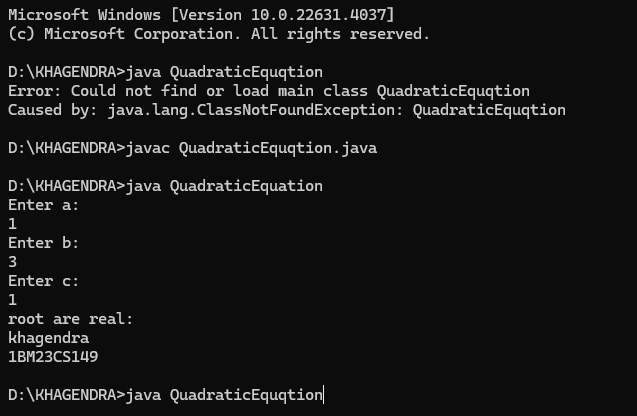 Microsoft Windows [Version 10.0.22631.4037]
(c) Microsoft Corporation. All rights reserved.
D:\KHAGENDRA>java QuadraticEquqtion
Error: Could not find or load main class QuadraticEquqtion
Caused by: java.lang.ClassNotFoundException: QuadraticEquqtion
D:\KHAGENDRA>javac QuadraticEquqtion.java
D:\KHAGENDRA>java QuadraticEquation
Enter a:
1
Enter b:
3
Enter c:
1
root are real:
khagendra
1BM23CS149
D:\KHAGENDRA>java QuadraticEquqtion